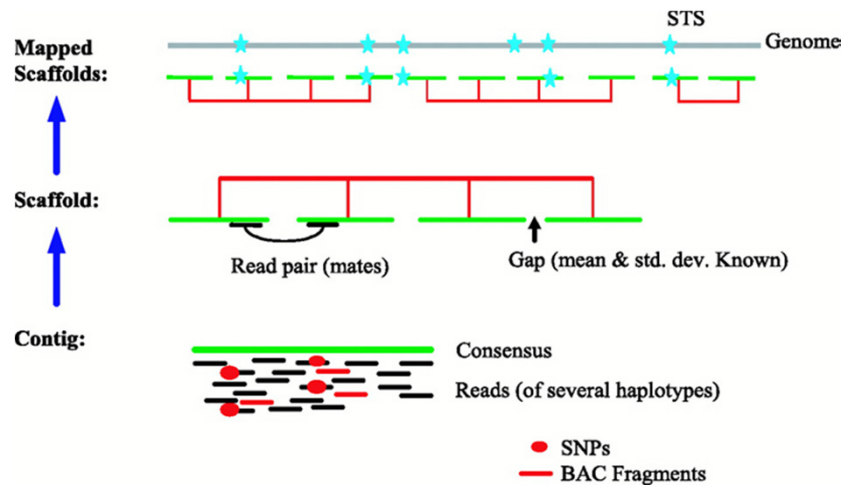 STS
Genome
Mapped
Scaffolds:
Scaffold:
Read pair (mates)
Gap (mean & std. dev. Known)
Contig:
Consensus
Reads (of several haplotypes)
SNPs
BAC Fragments